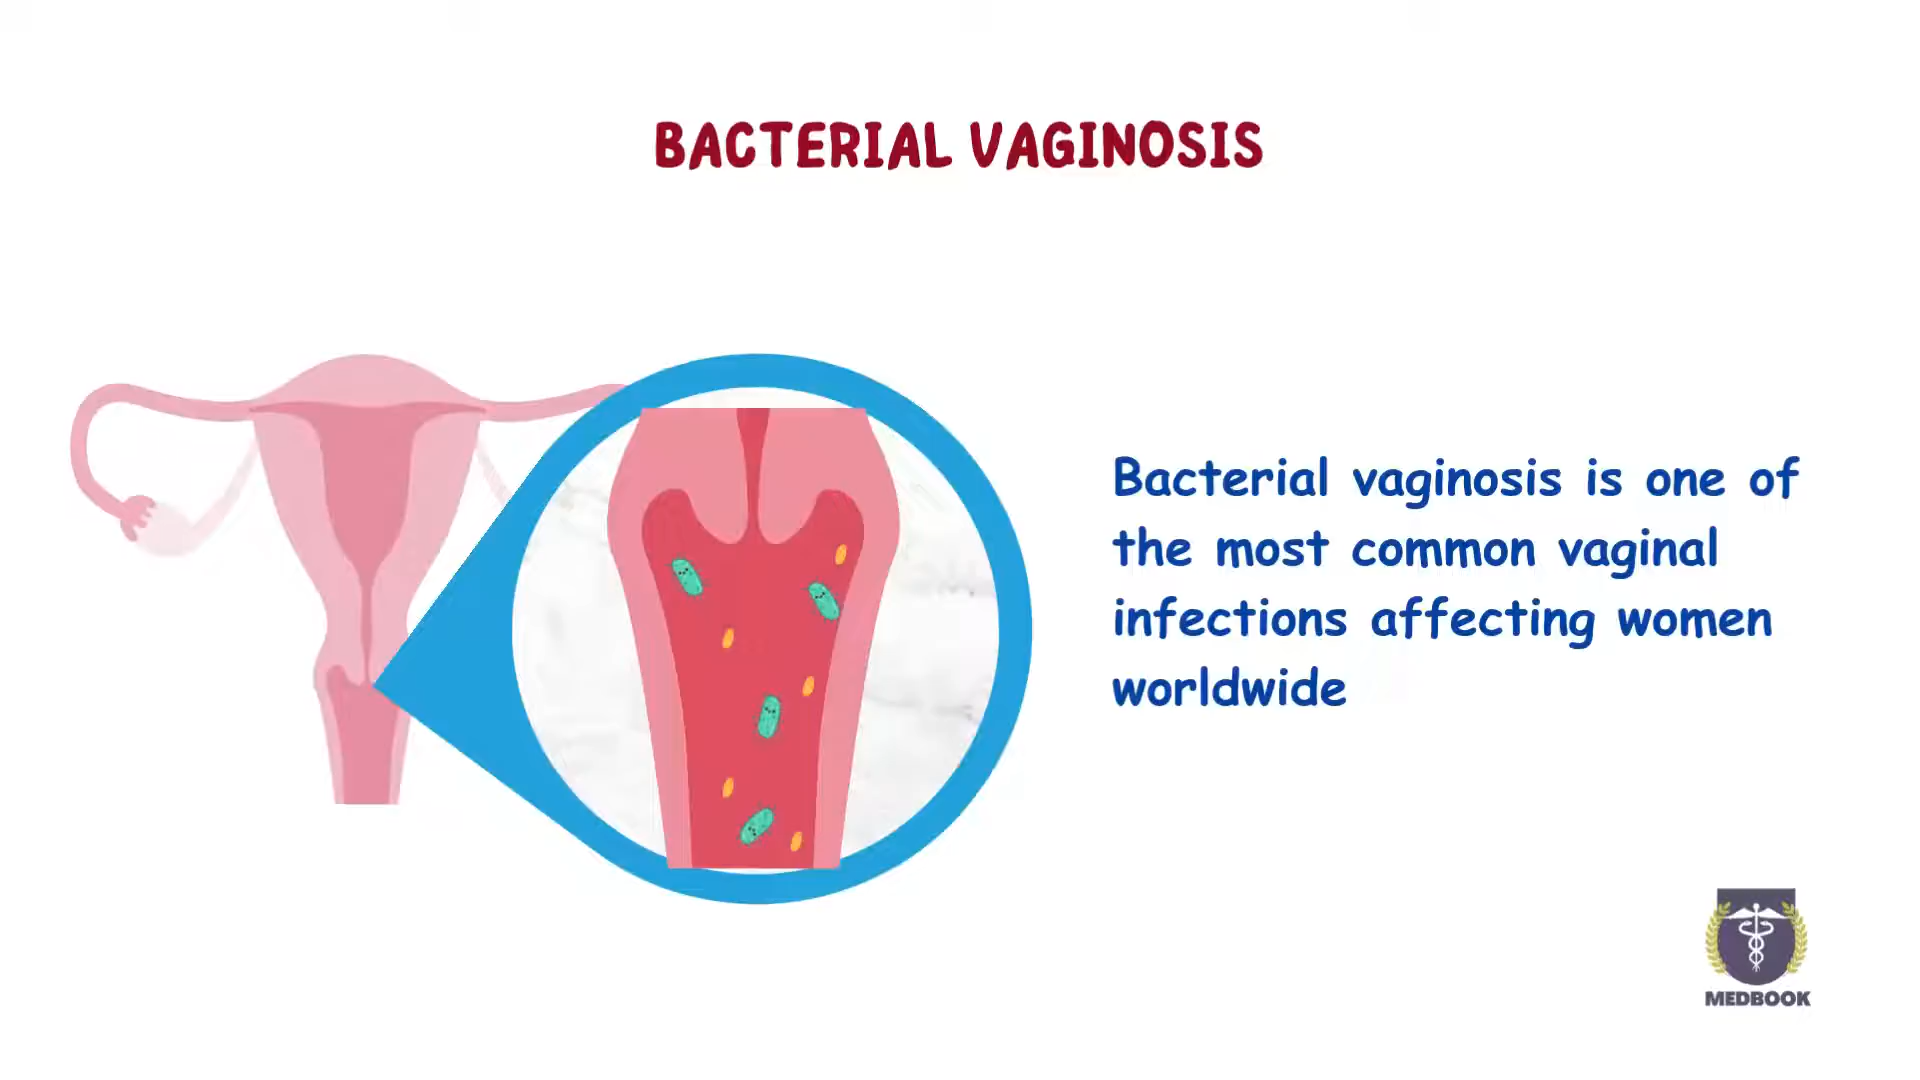 BACTERIAL VAGINOSIS
Bacterial vaginosis is one of
the most common vaginal
infections affecting women
worldwide
MEDBOOK